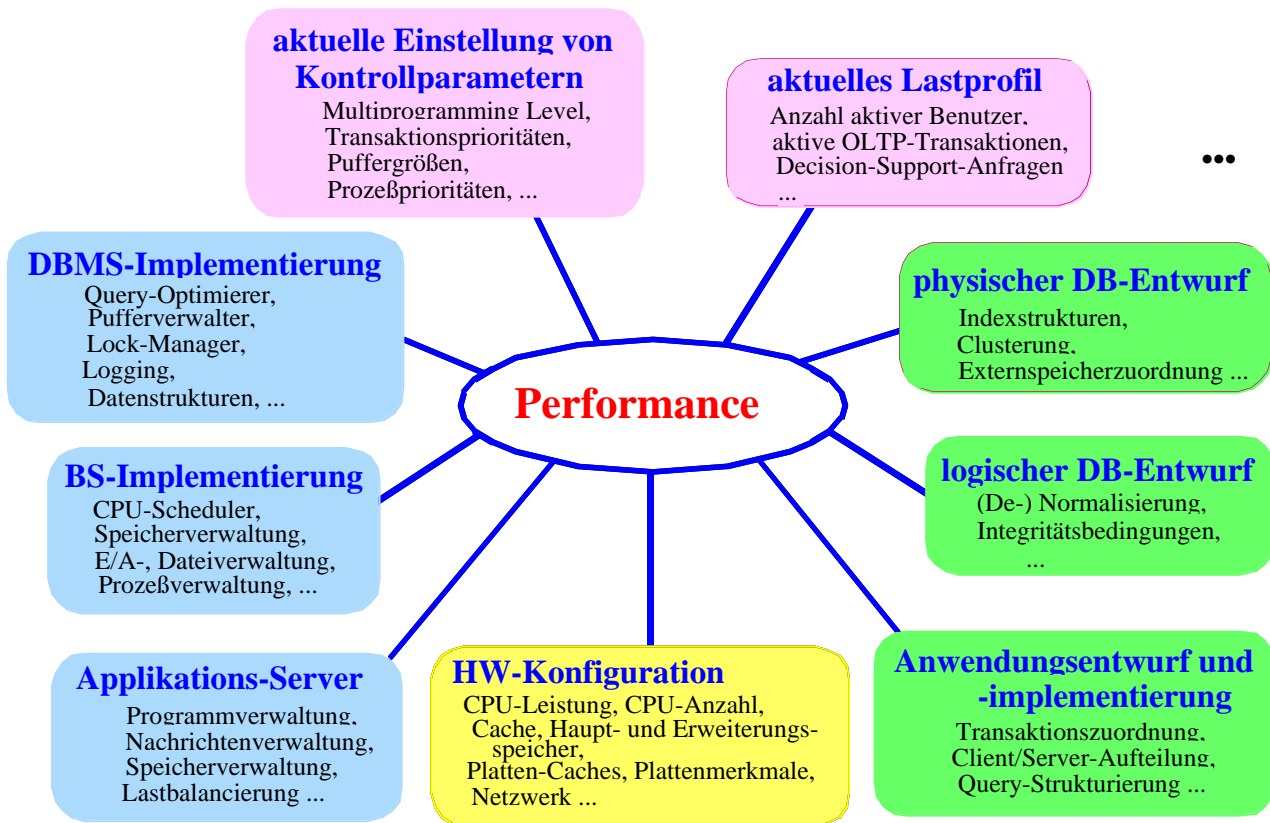 aktuelle Einstellung von
Kontrollparametern
Multiprogramming Level,
Transaktionsprioritäten,
Puffergrößen,
Prozeßprioritäten, ...
aktuelles Lastprofil
Anzahl aktiver Benutzer,
aktive OLTP-Transaktionen,
Decision-Support-Anfragen
...
•••
DBMS-Implementierung
Query-Optimierer,
Pufferverwalter,
Lock-Manager,
Logging,
Datenstrukturen, ...
physischer DB-Entwurf
Indexstrukturen,
Clusterung,
Externspeicherzuordnung ...
Performance
BS-Implementierung
CPU-Scheduler,
Speicherverwaltung,
E/A-, Dateiverwaltung,
Prozeßverwaltung, ...
logischer DB-Entwurf
(De-) Normalisierung,
Integritätsbedingungen,
...
Applikations-Server
Programmverwaltung,
Nachrichtenverwaltung,
Speicherverwaltung,
Lastbalancierung ...
HW-Konfiguration
CPU-Leistung, CPU-Anzahl,
Cache, Haupt- und Erweiterungs-
speicher,
Platten-Caches, Plattenmerkmale,
Netzwerk ...
Anwendungsentwurf und
-implementierung
Transaktionszuordnung,
Client/Server-Aufteilung,
Query-Strukturierung ...